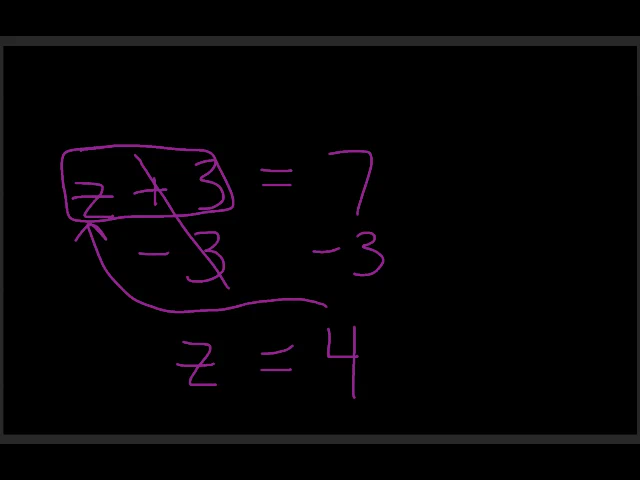 z + 3 = 7
- 3 - 3
z = 4